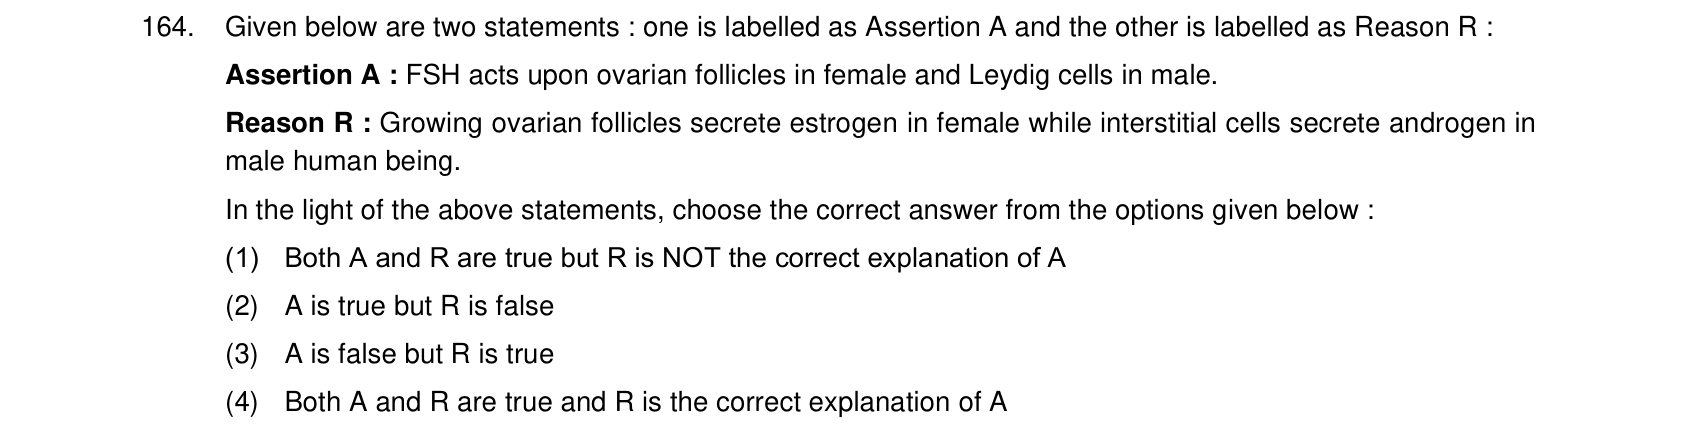 164. Given below are two statements : one is labelled as Assertion A and the other is labelled as Reason R :
Assertion A : FSH acts upon ovarian follicles in female and Leydig cells in male.
Reason R : Growing ovarian follicles secrete estrogen in female while interstitial cells secrete androgen in
male human being.
In the light of the above statements, choose the correct answer from the options given below :
(1) Both A and R are true but R is NOT the correct explanation of A
(2) A is true but R is false
(3) A is false but R is true
(4) Both A and R are true and R is the correct explanation of A